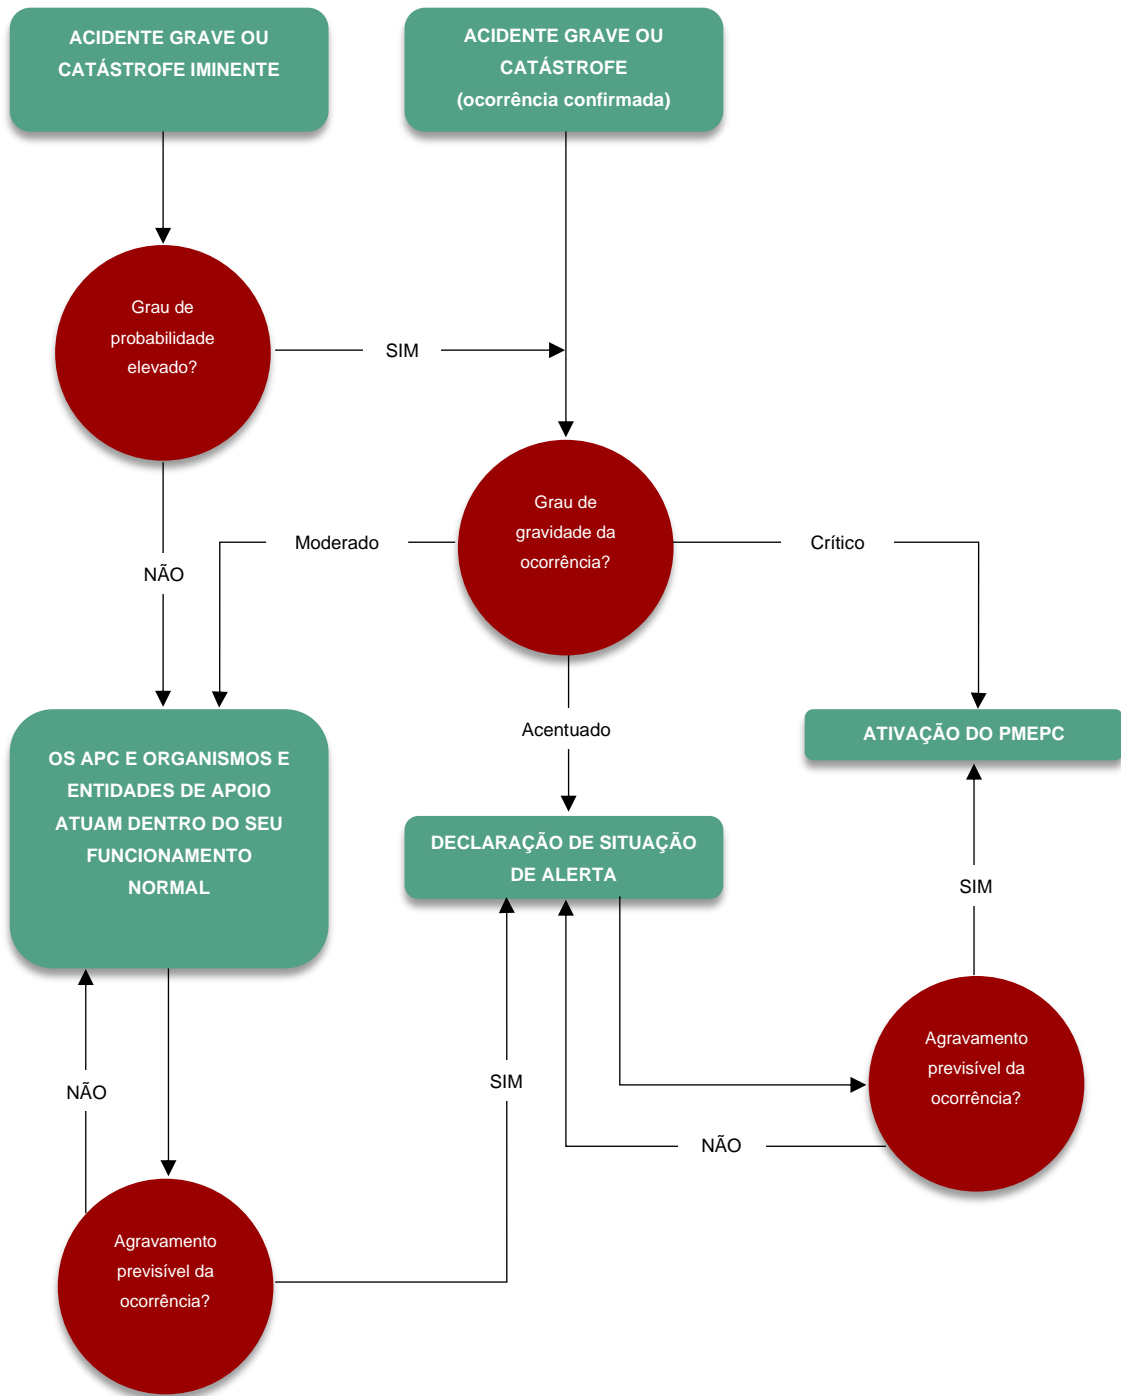 ACIDENTE GRAVE OU
CATÁSTROFE IMINENTE
ACIDENTE GRAVE OU
CATÁSTROFE
(ocorrência confirmada)
Grau de
probabilidade
elevado?
SIM
Grau de
gravidade da
ocorrência?
Moderado
Crítico
NÃO
Acentuado
OS APC E ORGANISMOS E
ENTIDADES DE APOIO
ATUAM DENTRO DO SEU
FUNCIONAMENTO
NORMAL
ATIVAÇÃO DO PMEPC
DECLARAÇÃO DE SITUAÇÃO
DE ALERTA
SIM
Agravamento
previsível da
ocorrência?
NÃO
SIM
NÃO
Agravamento
previsível da
ocorrência?